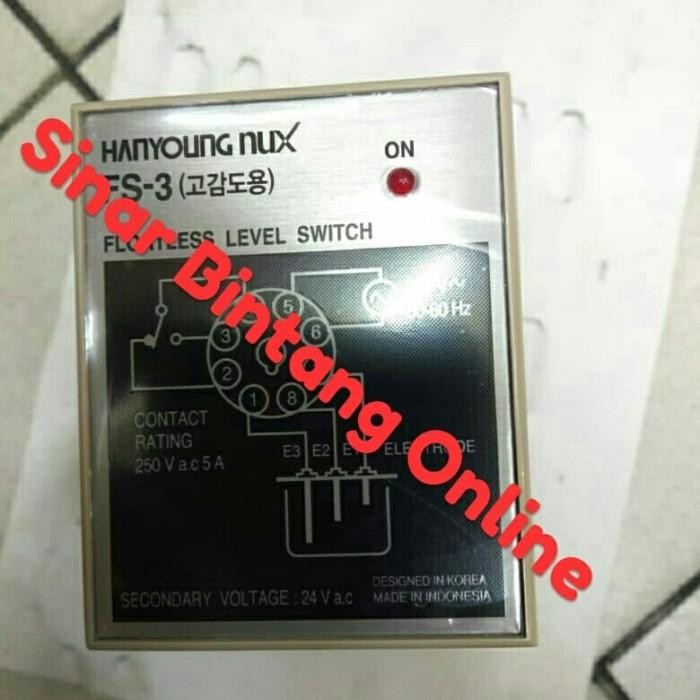 HANYOUNG nux
ON
FS-3 (고감도용)
FLOATLESS LEVEL SWITCH
5
6
3
2
1
8
50-60 Hz
CONTACT
RATING
250 V a.c 5 A
E3 E2 E1 ELECTRODE
DESIGNED IN KOREA
SECONDARY VOLTAGE : 24 V a.c
MADE IN INDONESIA
Sinar Bintang Online